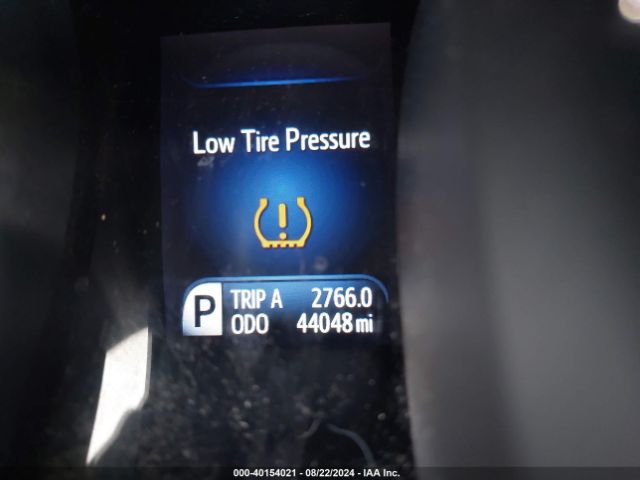 Low Tire Pressure
P TRIP A 2766.0
ODO 44048 mi
000-40154021 - 08/22/2024 - IAA Inc.